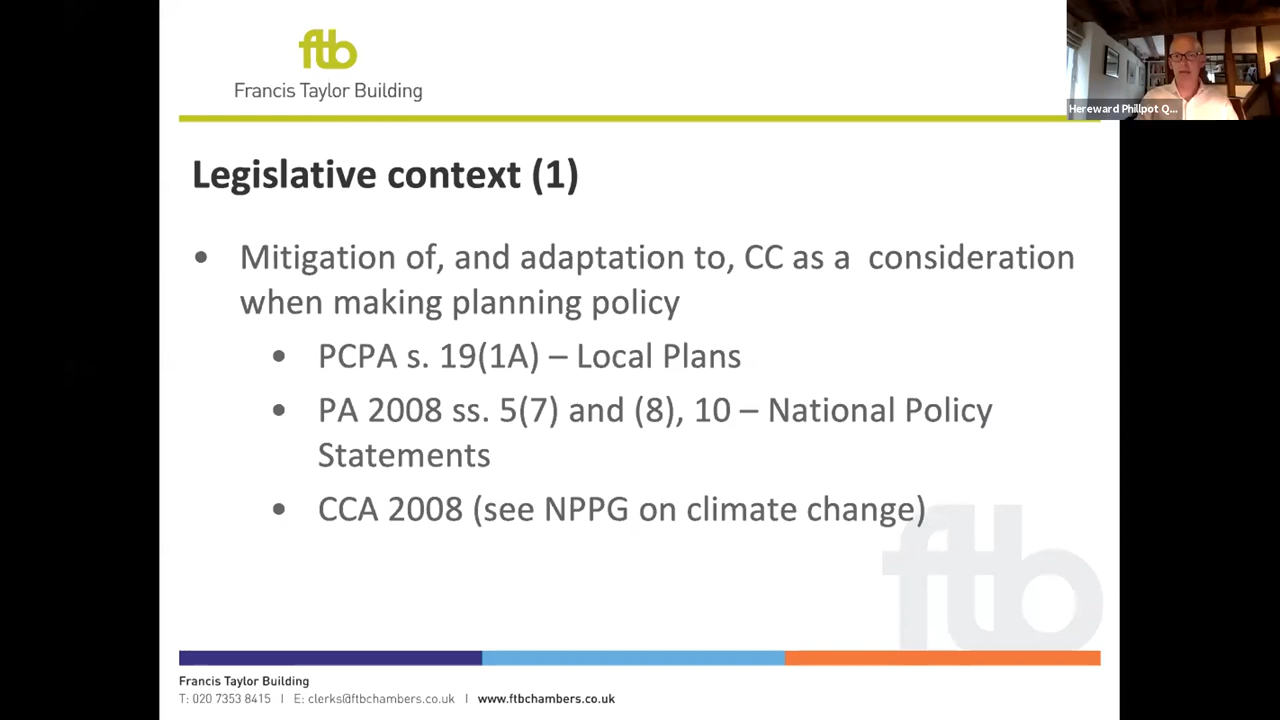 ftb
Francis Taylor Building
Hereward Phillpot Q...
Legislative context (1)
• Mitigation of, and adaptation to, CC as a consideration
when making planning policy
• PCPA s. 19(1A) – Local Plans
• PA 2008 ss. 5(7) and (8), 10 – National Policy
Statements
• CCA 2008 (see NPPG on climate change)
ftb
Francis Taylor Building
T: 020 7353 8415 | E: clerks@ftbchambers.co.uk | www.ftbchambers.co.uk